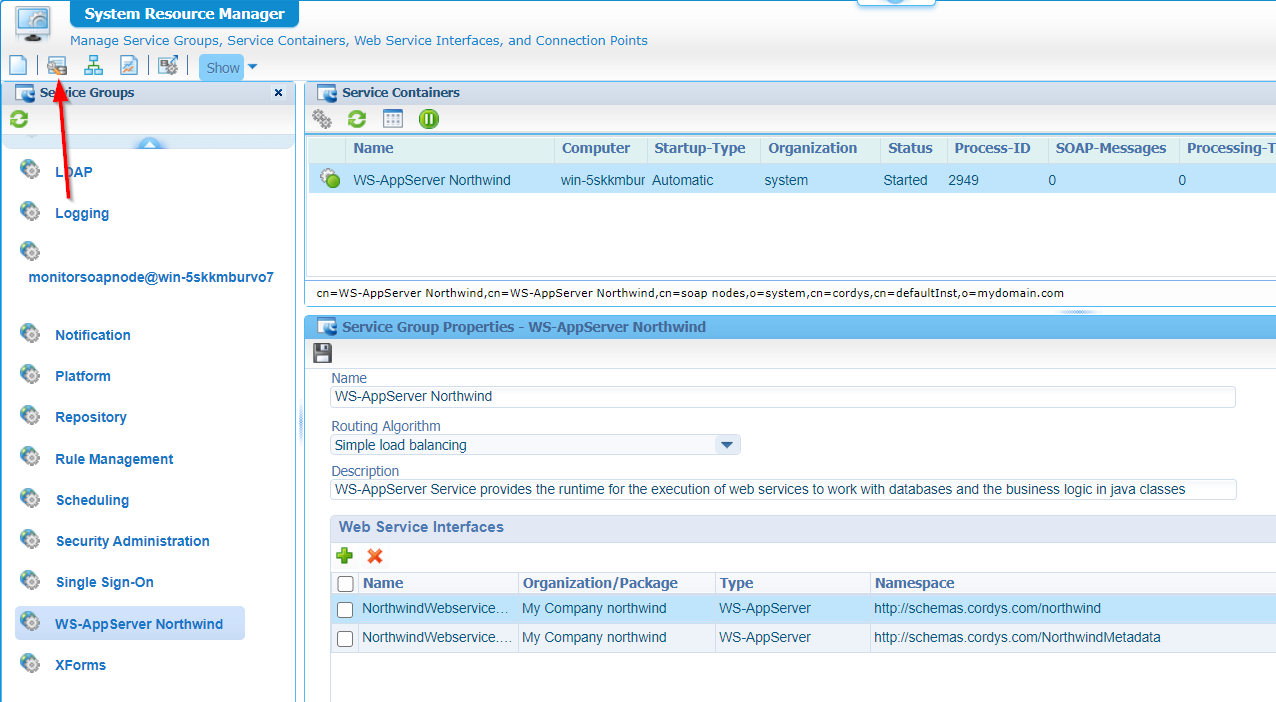 System Resource Manager
Manage Service Groups, Service Containers, Web Service Interfaces, and Connection Points
Show
Service Groups
LDAP
Logging
monitorsoapnode@win-5skkmburvo7
Notification
Platform
Repository
Rule Management
Scheduling
Security Administration
Single Sign-On
WS-AppServer Northwind
XForms
Service Containers
Name Computer Startup-Type Organization Status Process-ID SOAP-Messages Processing-T
WS-AppServer Northwind win-5skkmbur Automatic system Started 2949 0 0
cn=WS-AppServer Northwind,cn=WS-AppServer Northwind,cn=soap nodes,o=system,cn=cordys,cn=defaultInst,o=mydomain.com
Service Group Properties - WS-AppServer Northwind
Name
WS-AppServer Northwind
Routing Algorithm
Simple load balancing
Description
WS-AppServer Service provides the runtime for the execution of web services to work with databases and the business logic in java classes
Web Service Interfaces
Name Organization/Package Type Namespace
NorthwindWebservice... My Company northwind WS-AppServer http://schemas.cordys.com/northwind
NorthwindWebservice.... My Company northwind WS-AppServer http://schemas.cordys.com/NorthwindMetadata